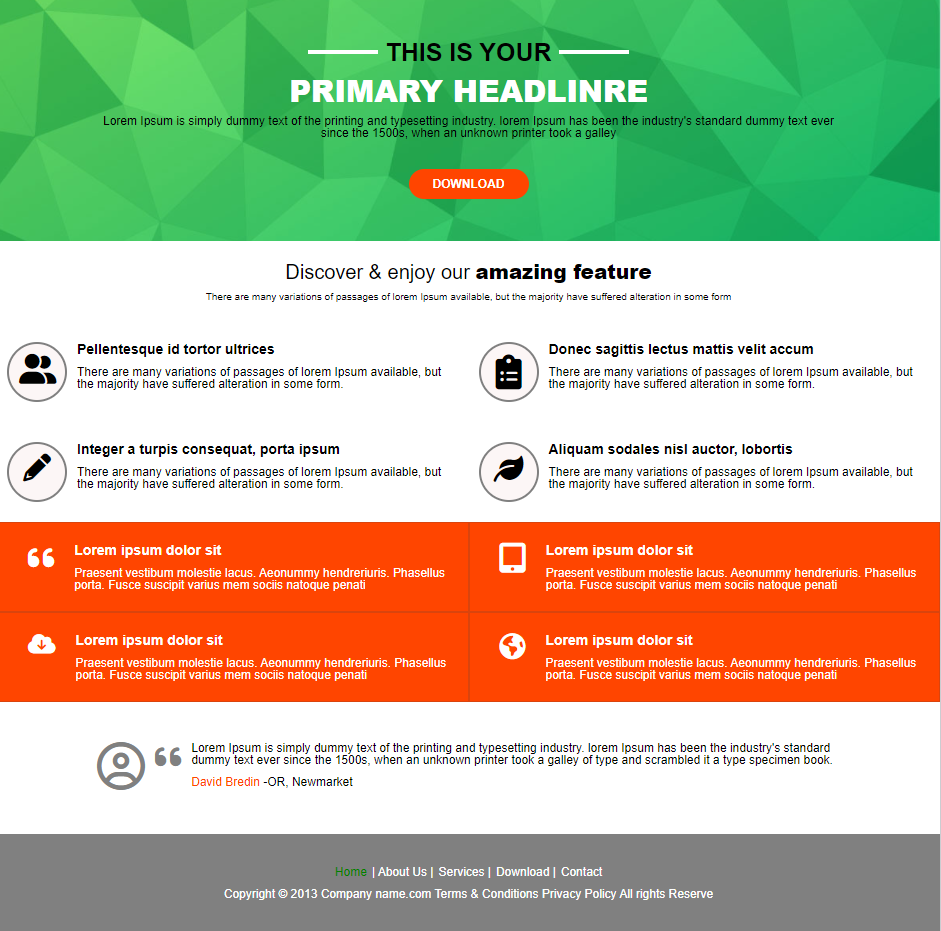 THIS IS YOUR
PRIMARY HEADLINRE
Lorem Ipsum is simply dummy text of the printing and typesetting industry. lorem Ipsum has been the industry's standard dummy text ever
since the 1500s, when an unknown printer took a galley
DOWNLOAD
Discover & enjoy our amazing feature
There are many variations of passages of lorem Ipsum available, but the majority have suffered alteration in some form
Pellentesque id tortor ultrices
There are many variations of passages of lorem Ipsum available, but
the majority have suffered alteration in some form.
Donec sagittis lectus mattis velit accum
There are many variations of passages of lorem Ipsum available, but
the majority have suffered alteration in some form.
Integer a turpis consequat, porta ipsum
There are many variations of passages of lorem Ipsum available, but
the majority have suffered alteration in some form.
Aliquam sodales nisl auctor, lobortis
There are many variations of passages of lorem Ipsum available, but
the majority have suffered alteration in some form.
Lorem ipsum dolor sit
Praesent vestibum molestie lacus. Aeonummy hendreriuris. Phasellus
porta. Fusce suscipit varius mem sociis natoque penati
Lorem ipsum dolor sit
Praesent vestibum molestie lacus. Aeonummy hendreriuris. Phasellus
porta. Fusce suscipit varius mem sociis natoque penati
Lorem ipsum dolor sit
Praesent vestibum molestie lacus. Aeonummy hendreriuris. Phasellus
porta. Fusce suscipit varius mem sociis natoque penati
Lorem ipsum dolor sit
Praesent vestibum molestie lacus. Aeonummy hendreriuris. Phasellus
porta. Fusce suscipit varius mem sociis natoque penati
Lorem Ipsum is simply dummy text of the printing and typesetting industry. lorem Ipsum has been the industry's standard
dummy text ever since the 1500s, when an unknown printer took a galley of type and scrambled it a type specimen book.
David Bredin -OR, Newmarket
Home | About Us | Services | Download | Contact
Copyright © 2013 Company name.com Terms & Conditions Privacy Policy All rights Reserve